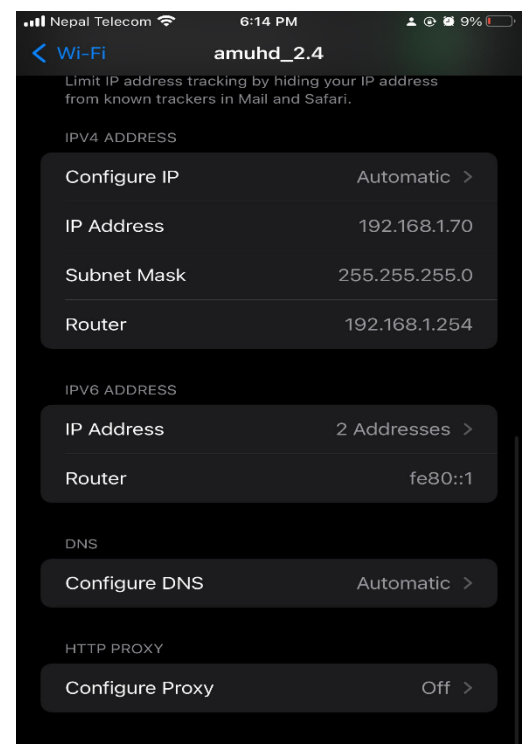 Nepal Telecom 6:14 PM 9%
Wi-Fi amuhd_2.4
Limit IP address tracking by hiding your IP address
from known trackers in Mail and Safari.
IPV4 ADDRESS
Configure IP Automatic
IP Address 192.168.1.70
Subnet Mask 255.255.255.0
Router 192.168.1.254
IPV6 ADDRESS
IP Address 2 Addresses
Router fe80::1
DNS
Configure DNS Automatic
HTTP PROXY
Configure Proxy Off